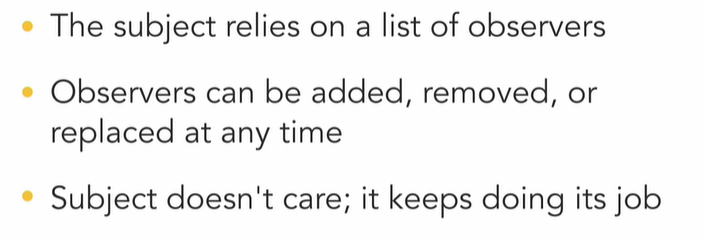 • The subject relies on a list of observers
• Observers can be added, removed, or
replaced at any time
• Subject doesn't care; it keeps doing its job